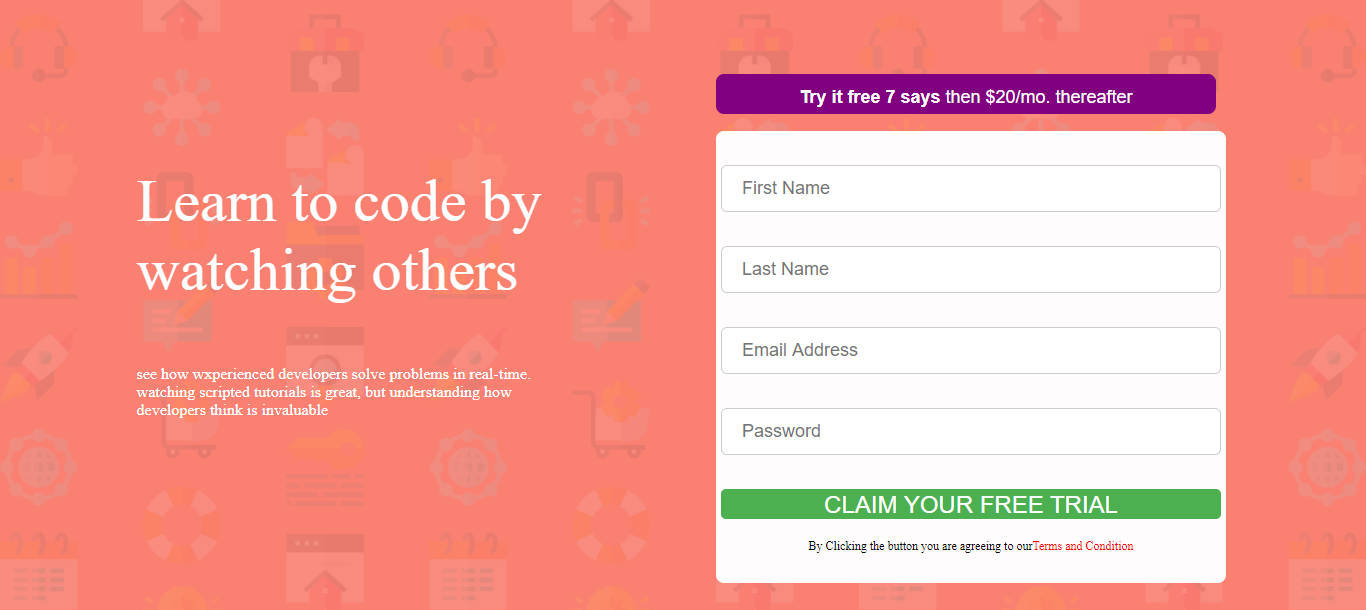 Try it free 7 says then $20/mo. thereafter
Learn to code by
watching others
see how wxperienced developers solve problems in real-time.
watching scripted tutorials is great, but understanding how
developers think is invaluable
First Name
Last Name
Email Address
Password
CLAIM YOUR FREE TRIAL
By Clicking the button you are agreeing to ourTerms and Condition